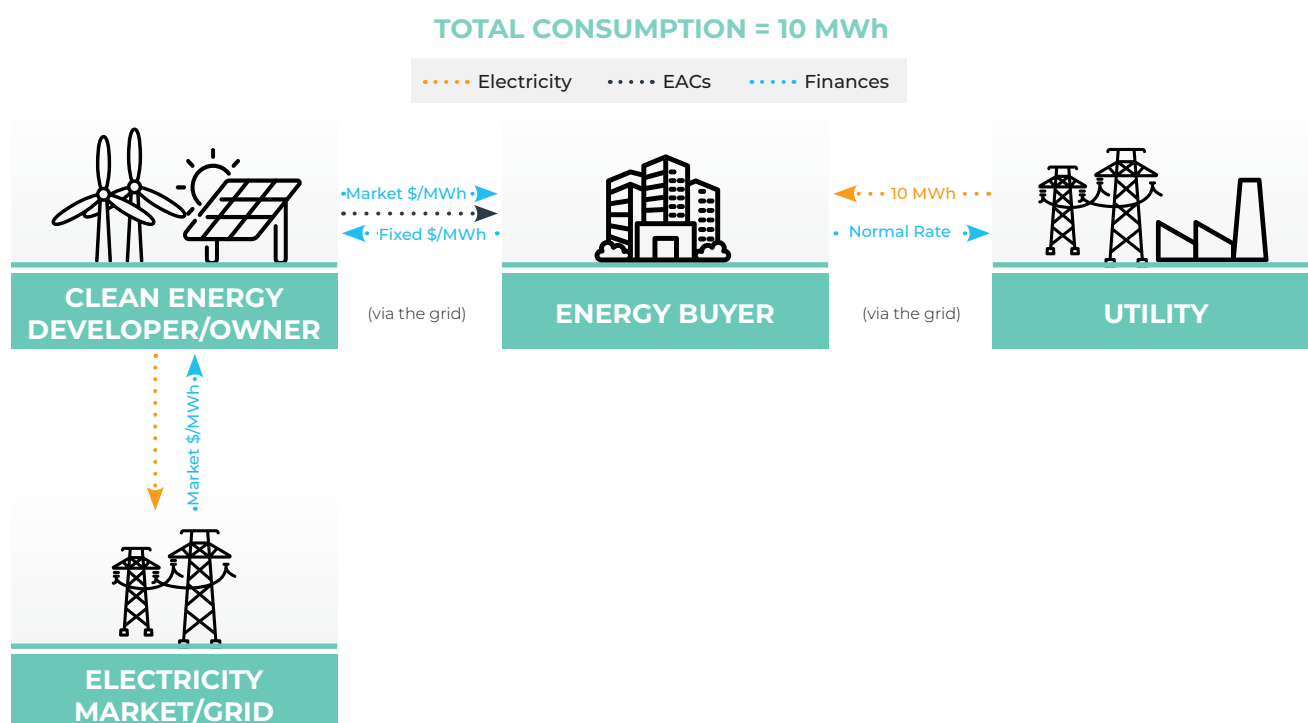 TOTAL CONSUMPTION = 10 MWh
Electricity EACs Finances
Market $/MWh
Fixed $/MWh
10 MWh
Normal Rate
CLEAN ENERGY
DEVELOPER/OWNER
(via the grid)
ENERGY BUYER
(via the grid)
UTILITY
Market $/MWh
ELECTRICITY
MARKET/GRID